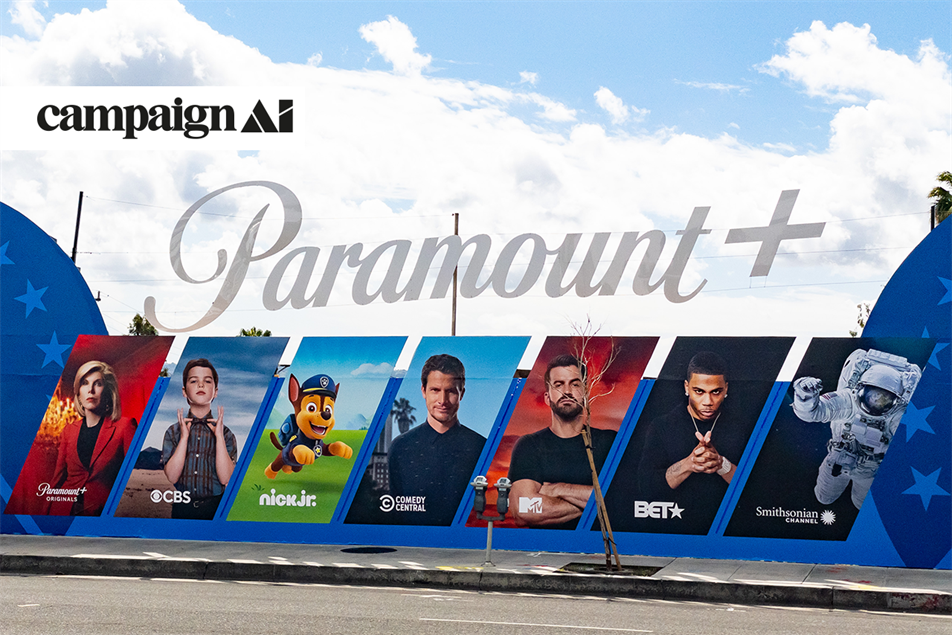 campaign AI
Paramount+
Paramount+
ORIGINALS
CBS
nick jr.
COMEDY
CENTRAL
MTV
BET★
Smithsonian
CHANNEL